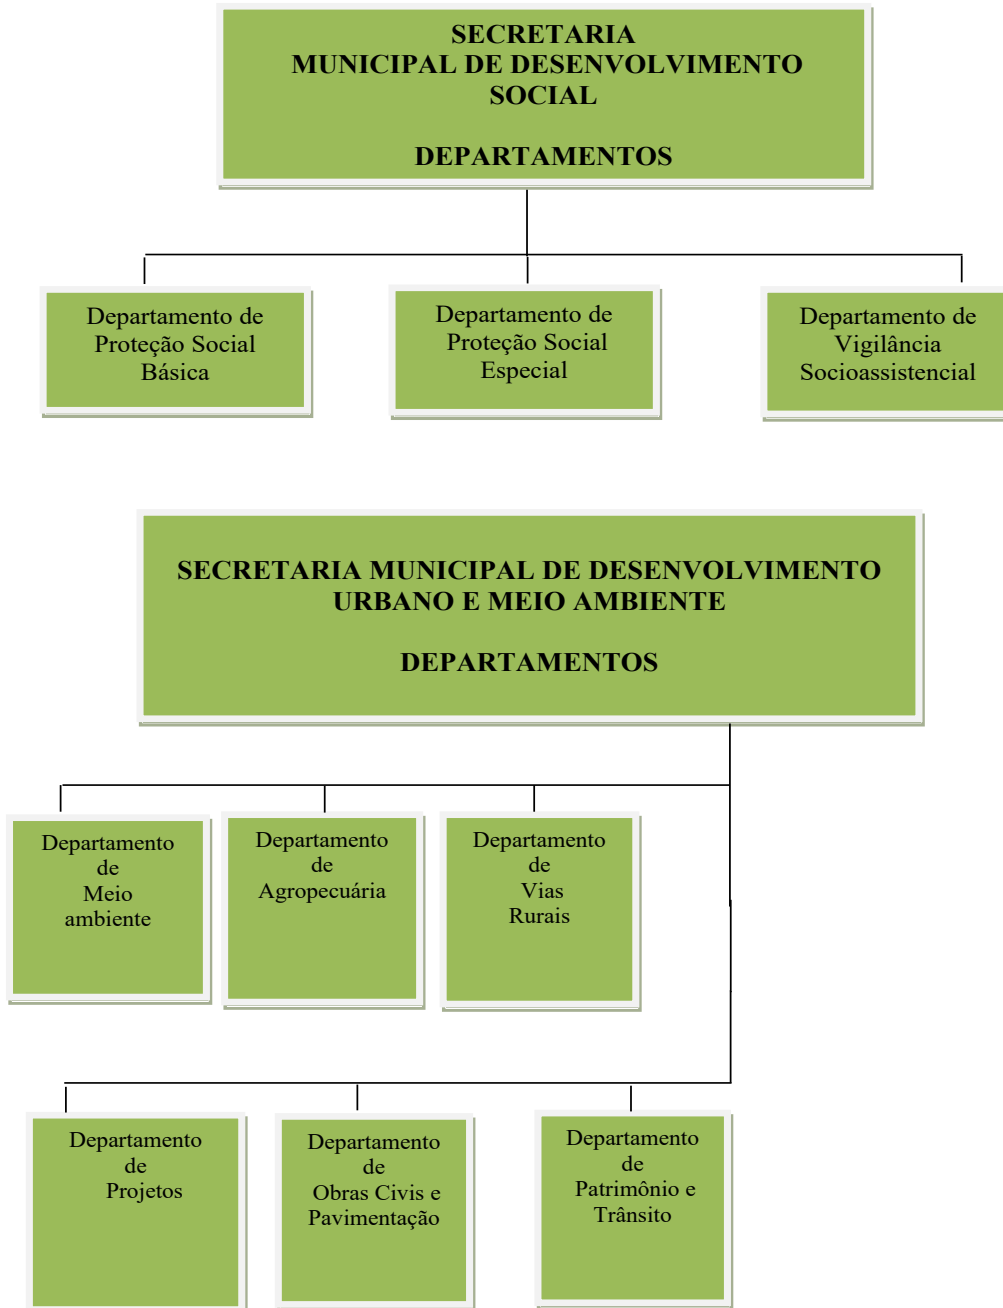 SECRETARIA
MUNICIPAL DE DESENVOLVIMENTO
SOCIAL
DEPARTAMENTOS
Departamento de
Proteção Social
Básica
Departamento de
Proteção Social
Especial
Departamento de
Vigilância
Socioassistencial
SECRETARIA MUNICIPAL DE DESENVOLVIMENTO
URBANO E MEIO AMBIENTE
DEPARTAMENTOS
Departamento
de
Meio
ambiente
Departamento
de
Agropecuária
Departamento
de
Vias
Rurais
Departamento
de
Projetos
Departamento
de
Obras Civis e
Pavimentação
Departamento
de
Patrimônio e
Trânsito